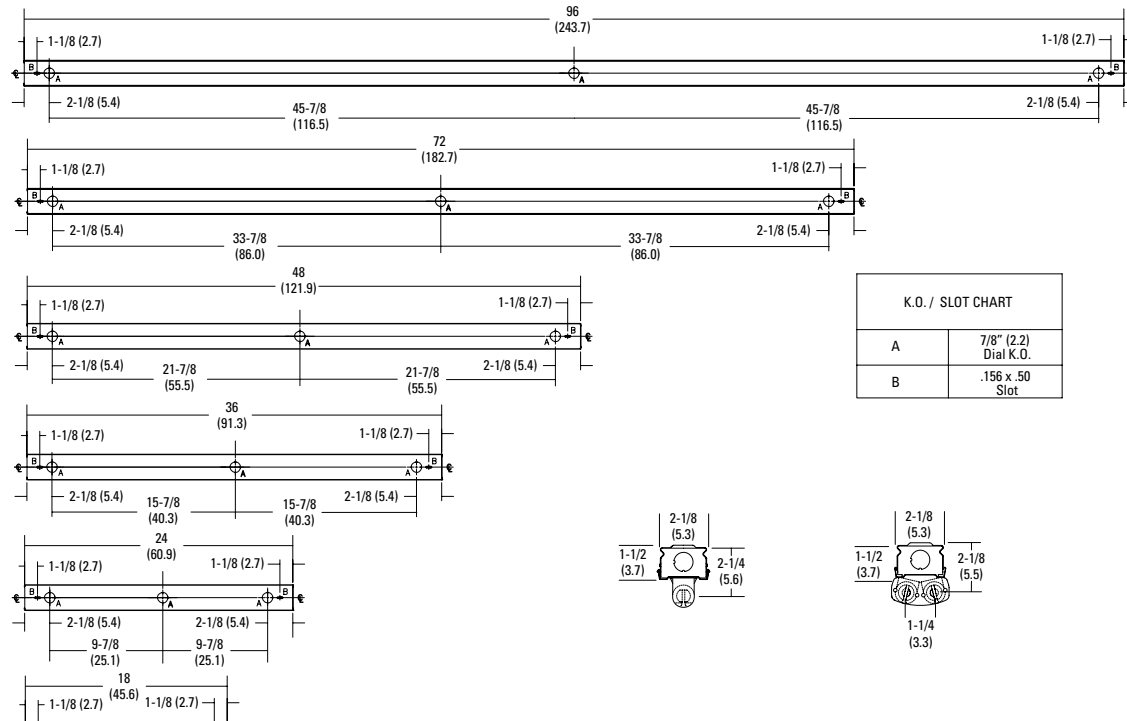 96
(243.7)
1-1/8 (2.7)
1-1/8 (2.7)
B
A
A
A
B
2-1/8 (5.4)
45-7/8
(116.5)
45-7/8
(116.5)
2-1/8 (5.4)
72
(182.7)
1-1/8 (2.7)
1-1/8 (2.7)
B
A
A
A
B
2-1/8 (5.4)
33-7/8
(86.0)
33-7/8
(86.0)
2-1/8 (5.4)
48
(121.9)
1-1/8 (2.7)
1-1/8 (2.7)
B
A
A
A
B
2-1/8 (5.4)
21-7/8
(55.5)
21-7/8
(55.5)
2-1/8 (5.4)
K.O. / SLOT CHART
A 7/8” (2.2)
Dial K.O.
B .156 x .50
Slot
36
(91.3)
1-1/8 (2.7)
1-1/8 (2.7)
B
A
A
A
B
2-1/8 (5.4)
15-7/8
(40.3)
15-7/8
(40.3)
2-1/8 (5.4)
24
(60.9)
1-1/8 (2.7)
1-1/8 (2.7)
B
A
A
A
B
2-1/8 (5.4)
2-1/8 (5.4)
9-7/8
(25.1)
9-7/8
(25.1)
18
(45.6)
1-1/8 (2.7)
1-1/8 (2.7)
2-1/8
(5.3)
1-1/2
(3.7)
2-1/4
(5.6)
2-1/8
(5.3)
1-1/2
(3.7)
2-1/8
(5.5)
1-1/4
(3.3)